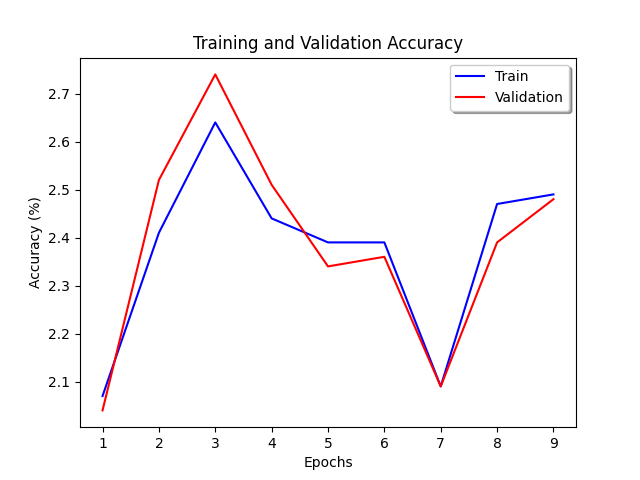 Training and Validation Accuracy
Train
Validation
Accuracy (%)
2.7
2.6
2.5
2.4
2.3
2.2
2.1
1 2 3 4 5 6 7 8 9
Epochs